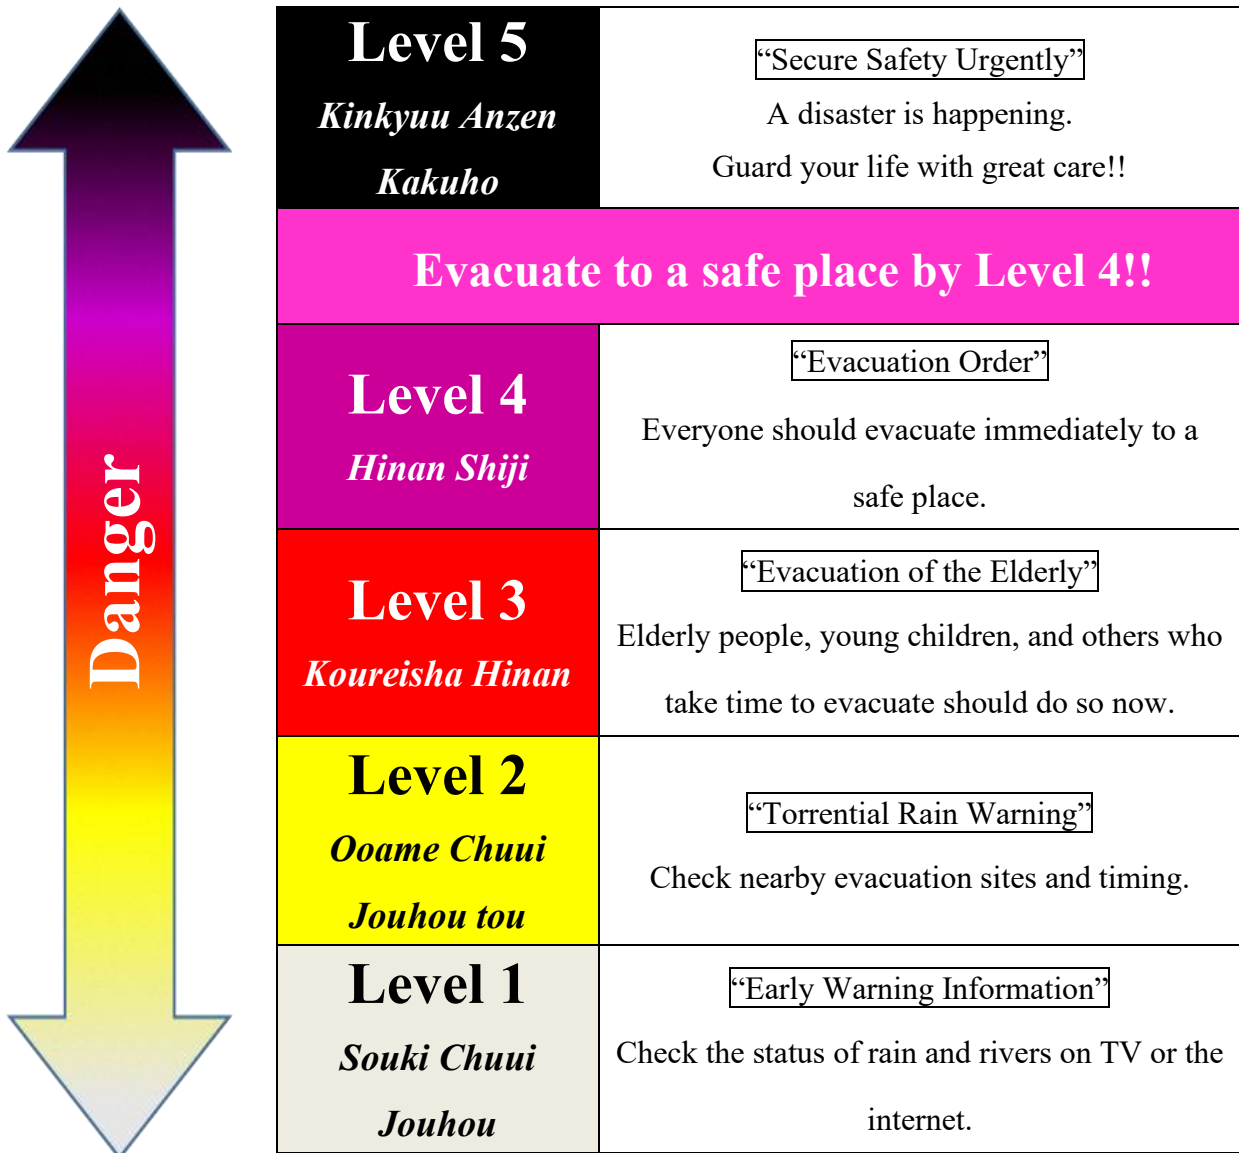 Danger
Level 5
Kinkyuu Anzen
Kakuho
“Secure Safety Urgently”
A disaster is happening.
Guard your life with great care!!
Evacuate to a safe place by Level 4!!
Level 4
Hinan Shiji
“Evacuation Order”
Everyone should evacuate immediately to a
safe place.
Level 3
Koureisha Hinan
“Evacuation of the Elderly”
Elderly people, young children, and others who
take time to evacuate should do so now.
Level 2
Ooame Chuui
Jouhou tou
“Torrential Rain Warning”
Check nearby evacuation sites and timing.
Level 1
Souki Chuui
Jouhou
“Early Warning Information”
Check the status of rain and rivers on TV or the
internet.